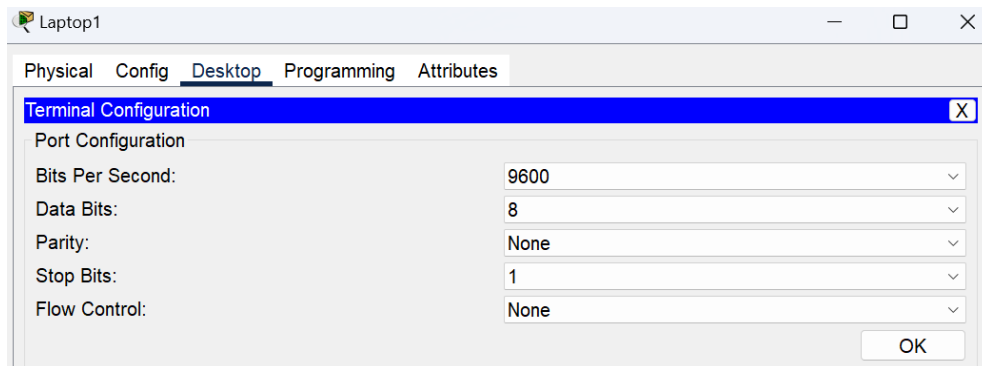 Laptop1
Physical Config Desktop Programming Attributes
Terminal Configuration X
Port Configuration
Bits Per Second: 9600
Data Bits: 8
Parity: None
Stop Bits: 1
Flow Control: None
OK